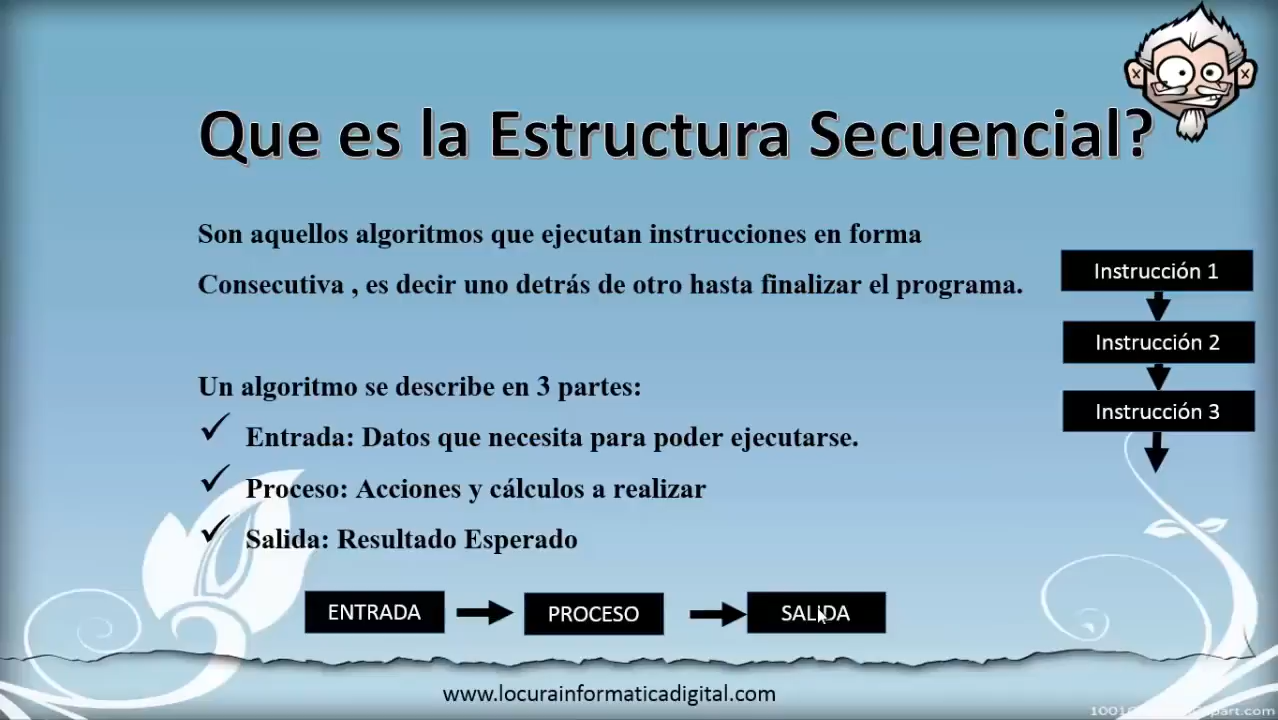 Que es la Estructura Secuencial?
Son aquellos algoritmos que ejecutan instrucciones en forma
Consecutiva , es decir uno detrás de otro hasta finalizar el programa.
Instrucción 1
Instrucción 2
Instrucción 3
Un algoritmo se describe en 3 partes:
Entrada: Datos que necesita para poder ejecutarse.
Proceso: Acciones y cálculos a realizar
Salida: Resultado Esperado
ENTRADA
PROCESO
SALIDA
www.locurainformaticadigital.com